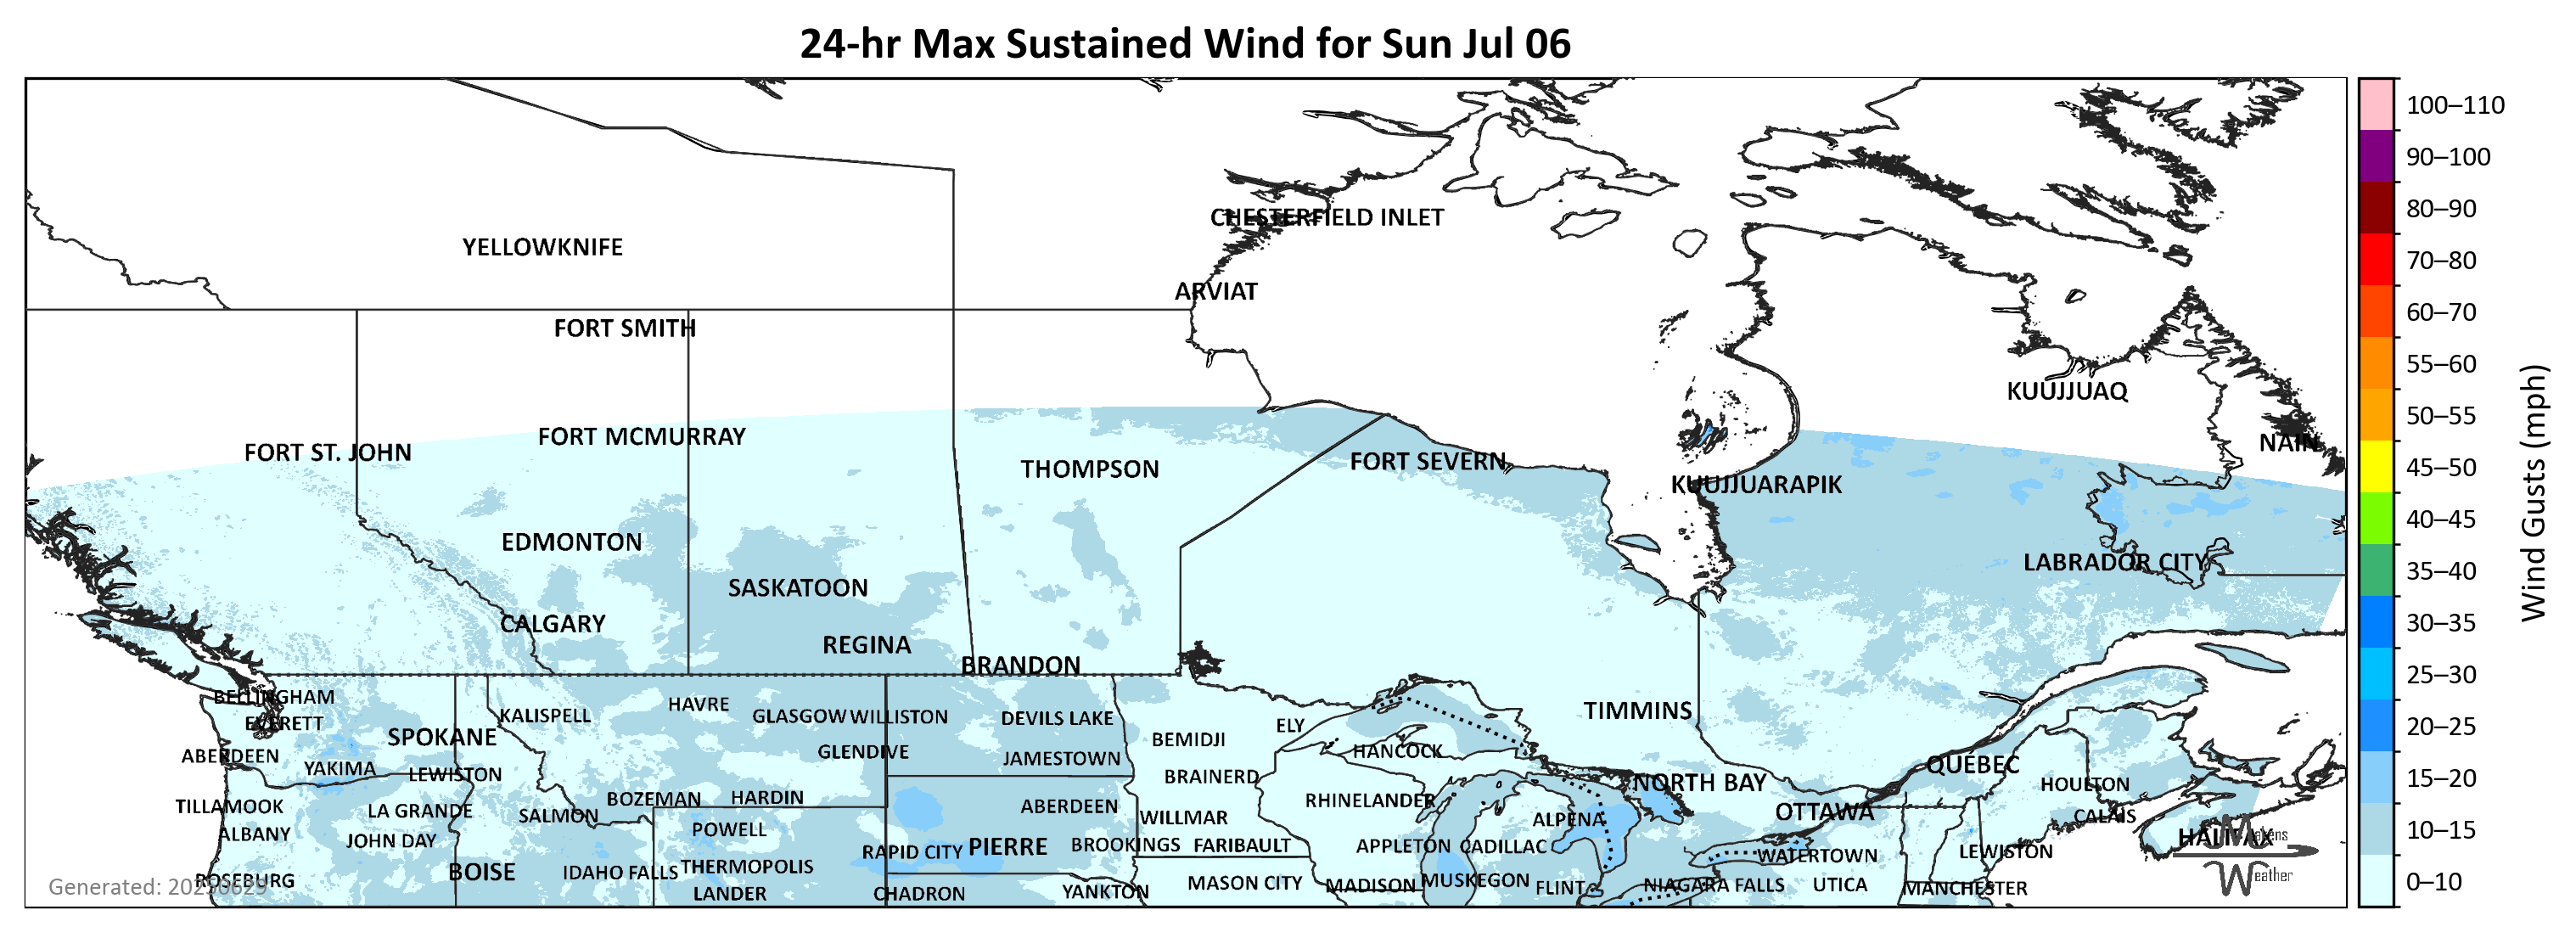 24-hr Max Sustained Wind for Sun Jul 06
100–110
90–100
80–90
70–80
60–70
55–60
50–55
45–50
40–45
35–40
30–35
25–30
20–25
15–20
10–15
0–10
Wind Gusts (mph)
CHESTERFIELD INLET
YELLOWKNIFE
ARVIAT
FORT SMITH
KUUJJUAQ
FORT MCMURRAY
NAIN
FORT ST. JOHN
FORT SEVERN
THOMPSON
KUUJJUARAPIK
EDMONTON
LABRADOR CITY
SASKATOON
CALGARY
REGINA
BRANDON
BELLINGHAM
HAVRE
TIMMINS
KALISPELL
GLASGOW
WILLISTON
DEVILS LAKE
EVERETT
ELY
SPOKANE
BEMIDJI
HANCOCK
GLENDIVE
ABERDEEN
JAMESTOWN
QUÉBEC
YAKIMA
LEWISTON
BRAINERD
NORTH BAY
HOULTON
BOZEMAN
HARDIN
RHINELANDER
TILLAMOOK
ABERDEEN
LA GRANDE
OTTAWA
SALMON
CALAIS
WILLMAR
ALPENA
POWELL
ALBANY
HALIFAX
JOHN DAY
PIERRE
BROOKINGS
FARIBAULT
APPLETON
CADILLAC
RAPID CITY
LEWISTON
WATERTOWN
THERMOPOLIS
BOISE
IDAHO FALLS
ROSEBURG
MUSKEGON
MASON CITY
MADISON
NIAGARA FALLS
UTICA
FLINT
MANCHESTER
YANKTON
LANDER
CHADRON
Makens
Weather